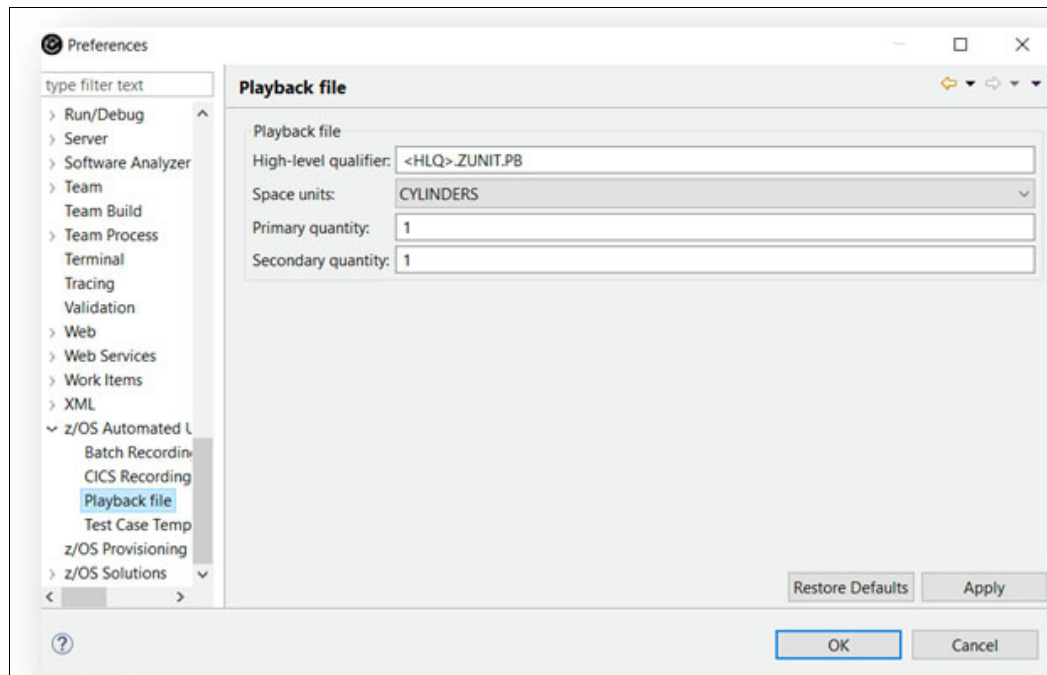 Preferences
type filter text
Run/Debug
Server
Software Analyzer
Team
Team Build
Team Process
Terminal
Tracing
Validation
Web
Web Services
Work Items
XML
z/OS Automated U
Batch Recordin
CICS Recording
Playback file
Test Case Temp
z/OS Provisioning
z/OS Solutions
Playback file
Playback file
High-level qualifier: <HLQ>.ZUNIT.PB
Space units: CYLINDERS
Primary quantity: 1
Secondary quantity: 1
Restore Defaults Apply
? OK Cancel